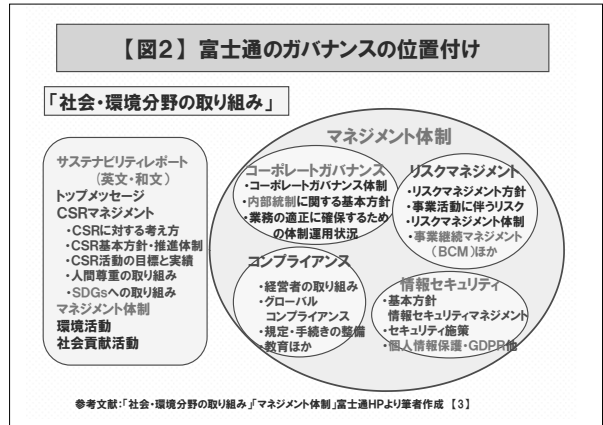 【図2】 富士通のガバナンスの位置付け
「社会・環境分野の取り組み」
サステナビリティレポート
（英文・和文）
トップメッセージ
CSRマネジメント
・CSRに対する考え方
・CSR基本方針・推進体制
・CSR活動の目標と実績
・人間尊重の取り組み
・SDGsへの取り組み
マネジメント体制
環境活動
社会貢献活動
マネジメント体制
コーポレートガバナンス
・コーポレートガバナンス体制
・内部統制に関する基本方針
・業務の適正に確保するため
の体制運用状況
リスクマネジメント
・リスクマネジメント方針
・事業活動に伴うリスク
・リスクマネジメント体制
・事業継続マネジメント
（BCM）ほか
コンプライアンス
・経営者の取り組み
・グローバル
コンプライアンス
・規定・手続きの整備
・教育ほか
情報セキュリティ
・基本方針
情報セキュリティマネジメント
・セキュリティ施策
・個人情報保護・GDPR他
参考文献：「社会・環境分野の取り組み」「マネジメント体制」富士通HPより筆者作成 【3】